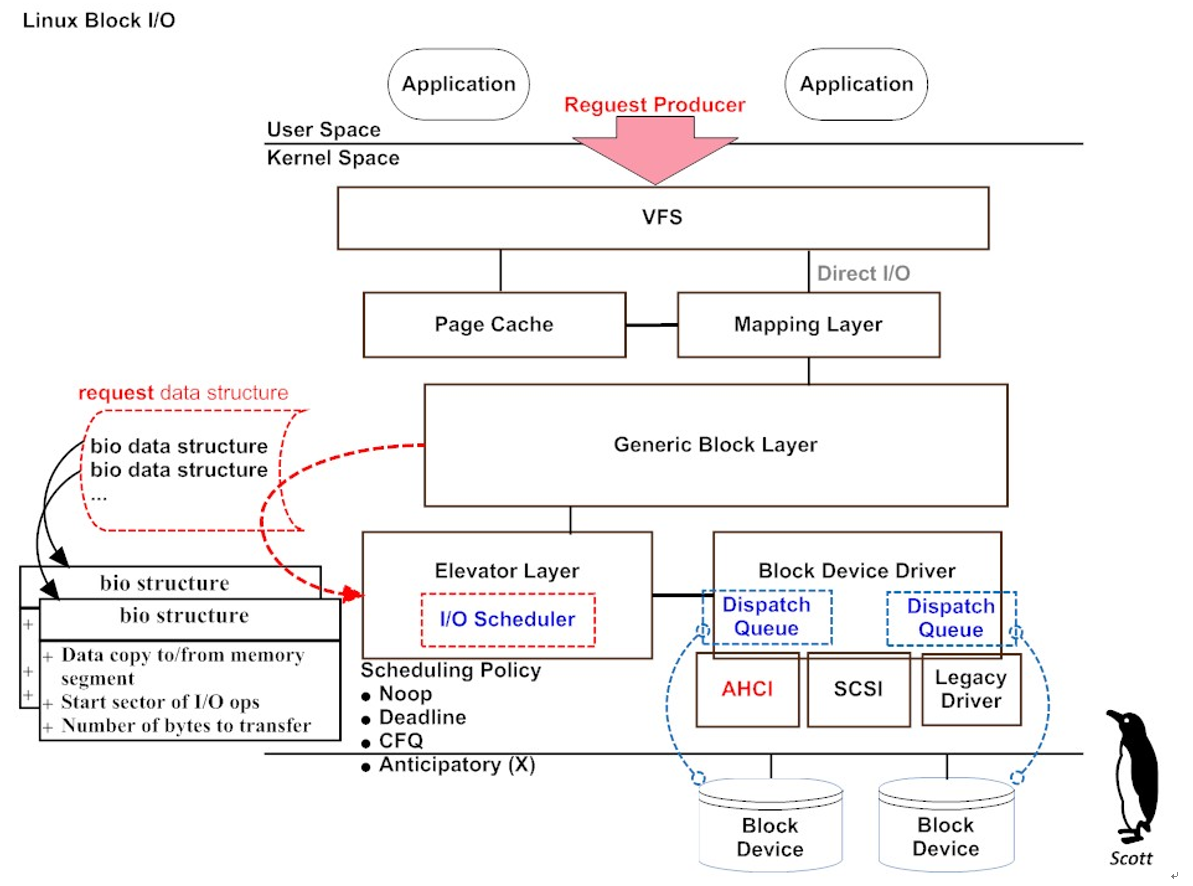 Linux Block I/O
Application
Application
Reguest Producer
User Space
Kernel Space
VFS
Direct I/O
Page Cache
Mapping Layer
request data structure
bio data structure
bio data structure
...
Generic Block Layer
Elevator Layer
I/O Scheduler
Block Device Driver
Dispatch
Queue
Dispatch
Queue
bio structure
bio structure
+
+
+
+ Data copy to/from memory
segment
+ Start sector of I/O ops
+ Number of bytes to transfer
Scheduling Policy
● Noop
● Deadline
● CFQ
● Anticipatory (X)
AHCI
SCSI
Legacy
Driver
Block
Device
Block
Device
Scott